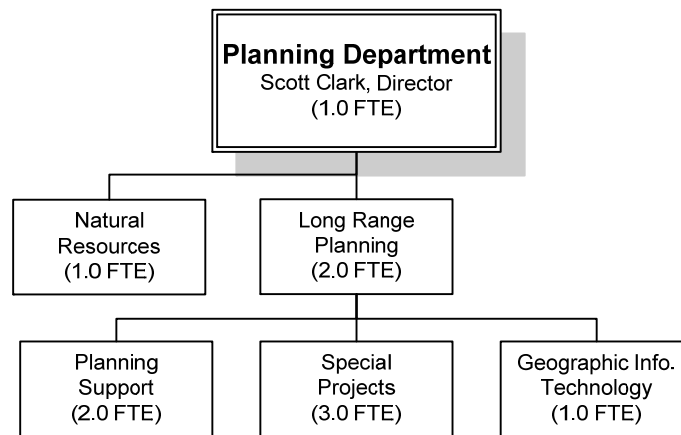 Planning Department
Scott Clark, Director
(1.0 FTE)
Natural
Resources
(1.0 FTE)
Long Range
Planning
(2.0 FTE)
Planning
Support
(2.0 FTE)
Special
Projects
(3.0 FTE)
Geographic Info.
Technology
(1.0 FTE)